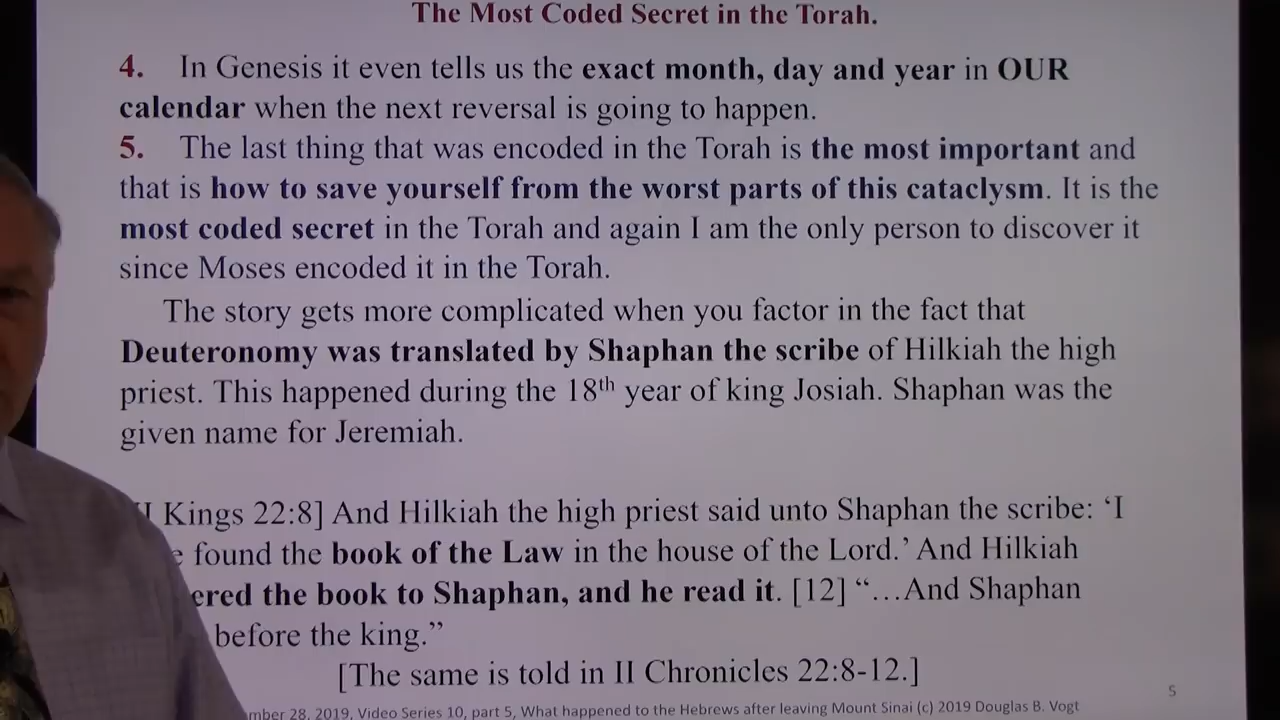 The Most Coded Secret in the Torah.
4. In Genesis it even tells us the exact month, day and year in OUR
calendar when the next reversal is going to happen.
5. The last thing that was encoded in the Torah is the most important and
that is how to save yourself from the worst parts of this cataclysm. It is the
most coded secret in the Torah and again I am the only person to discover it
since Moses encoded it in the Torah.
The story gets more complicated when you factor in the fact that
Deuteronomy was translated by Shaphan the scribe of Hilkiah the high
priest. This happened during the 18th year of king Josiah. Shaphan was the
given name for Jeremiah.
Kings 22:8] And Hilkiah the high priest said unto Shaphan the scribe: ‘I
found the book of the Law in the house of the Lord.’ And Hilkiah
the book to Shaphan, and he read it. [12] “…And Shaphan
before the king.”
[The same is told in II Chronicles 22:8-12.]
28, 2019, Video Series 10, part 5, What happened to the Hebrews after leaving Mount Sinai (c) 2019 Douglas B. Vogt
5